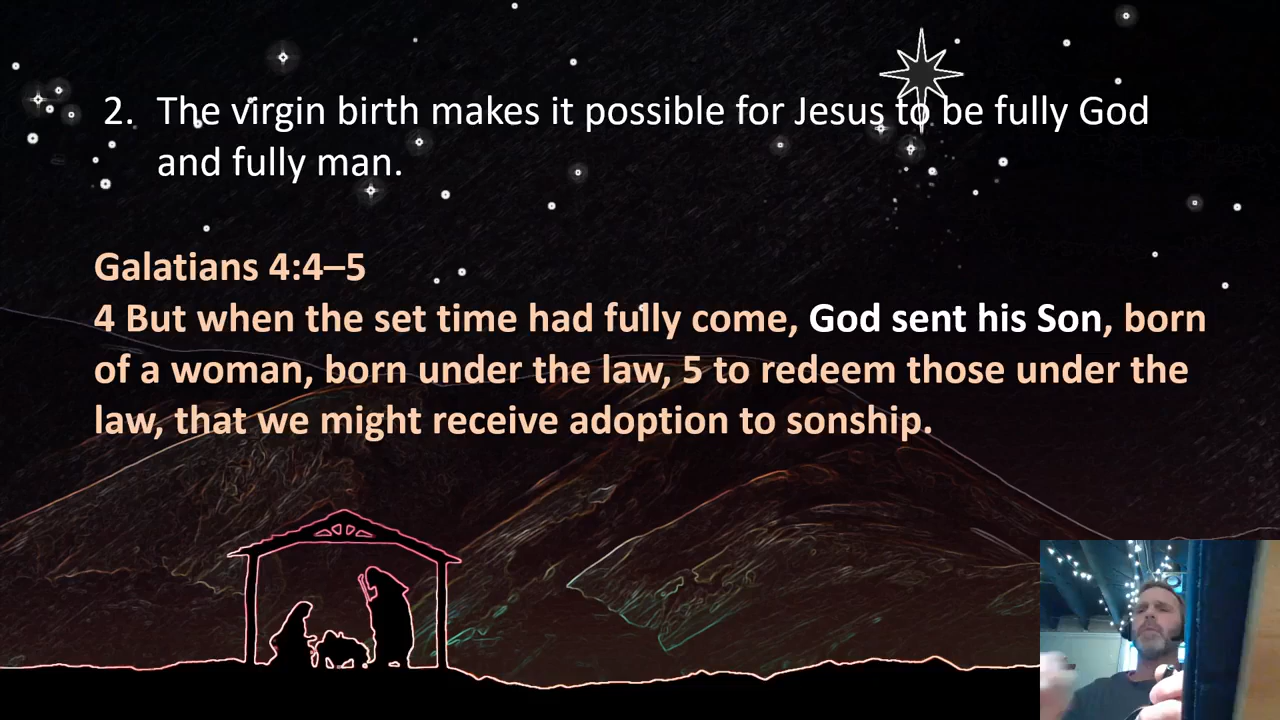 2. The virgin birth makes it possible for Jesus to be fully God
and fully man.
Galatians 4:4–5
4 But when the set time had fully come, God sent his Son, born
of a woman, born under the law, 5 to redeem those under the
law, that we might receive adoption to sonship.